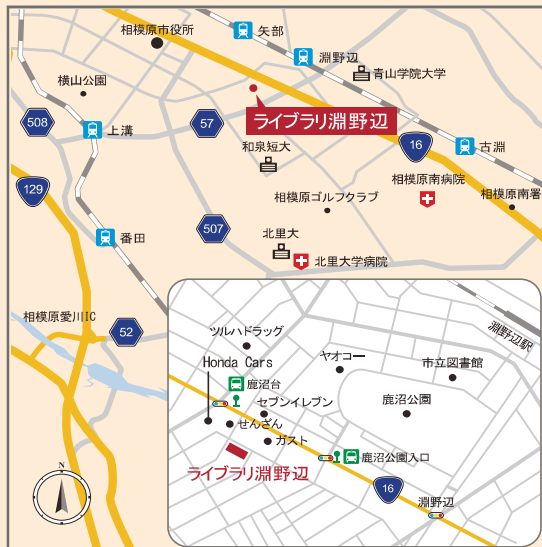 相模原市役所
矢部
淵野辺
青山学院大学
横山公園
508
上溝
57
ライブラリ淵野辺
和泉短大
16
古淵
129
相模原南病院
相模原ゴルフクラブ
相模原南署
507
番田
北里大
北里大学病院
相模原愛川IC
52
淵野辺駅
ツルハドラッグ
Honda Cars
ヤオコー
市立図書館
鹿沼台
セブンイレブン
鹿沼公園
せんざん
ガスト
ライブラリ淵野辺
鹿沼公園入口
16
淵野辺
N